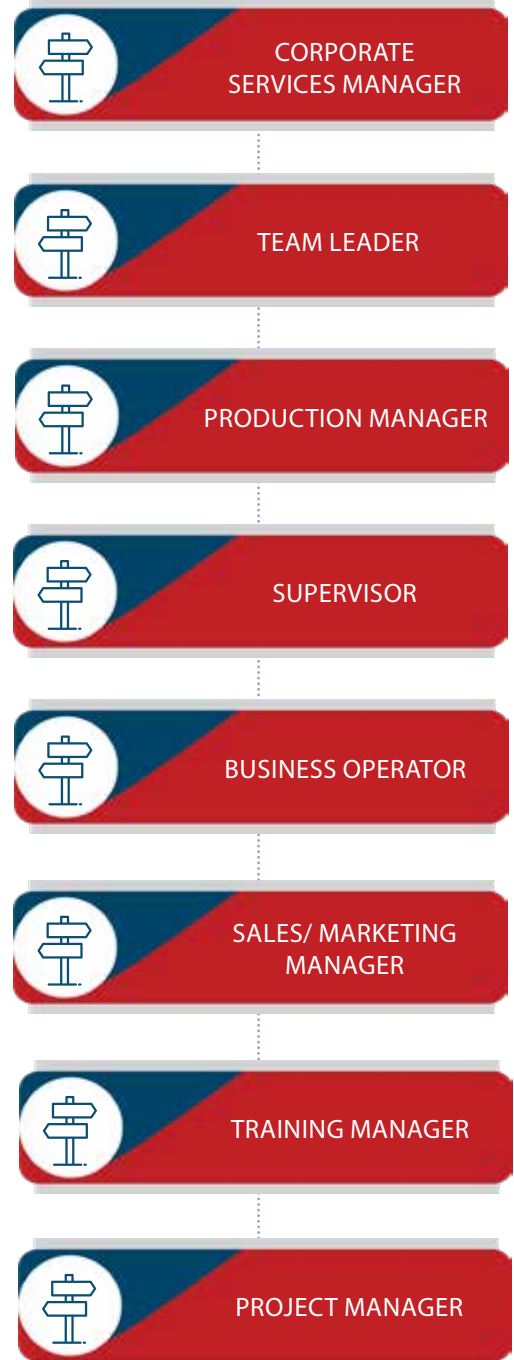 CORPORATE
SERVICES MANAGER
TEAM LEADER
PRODUCTION MANAGER
SUPERVISOR
BUSINESS OPERATOR
SALES/ MARKETING
MANAGER
TRAINING MANAGER
PROJECT MANAGER